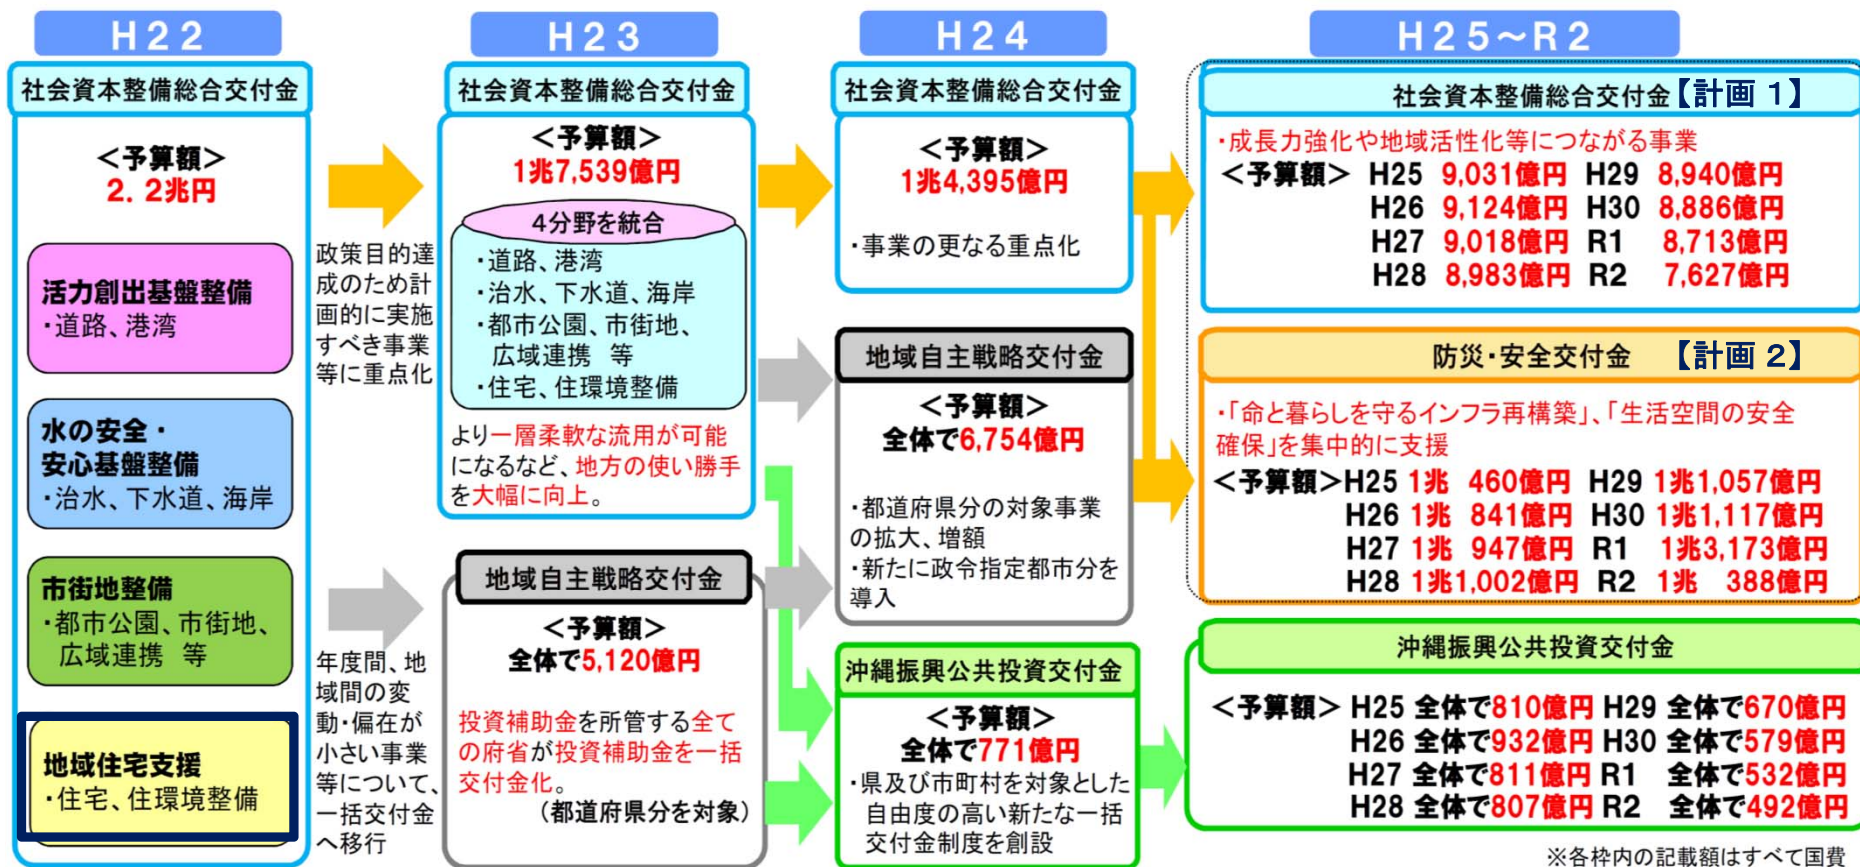 H22
社会資本整備総合交付金
<予算額>
2. 2兆円
活力創出基盤整備
・道路、港湾
水の安全・
安心基盤整備
・治水、下水道、海岸
市街地整備
・都市公園、市街地、
広域連携 等
地域住宅支援
・住宅、住環境整備
政策目的達
成のため計
画的に実施
すべき事業
等に重点化
年度間、地
域間の変
動・偏在が
小さい事業
等について、
一括交付金
へ移行
H23
社会資本整備総合交付金
<予算額>
1兆7,539億円
4分野を統合
・道路、港湾
・治水、下水道、海岸
・都市公園、市街地、
広域連携 等
・住宅、住環境整備
より一層柔軟な流用が可能
になるなど、地方の使い勝手
を大幅に向上。
地域自主戦略交付金
<予算額>
全体で5,120億円
投資補助金を所管する全て
の府省が投資補助金を一括
交付金化。
(都道府県分を対象)
H24
社会資本整備総合交付金
<予算額>
1兆4,395億円
・事業の更なる重点化
地域自主戦略交付金
<予算額>
全体で6,754億円
・都道府県分の対象事業
の拡大、増額
・新たに政令指定都市分を
導入
沖縄振興公共投資交付金
<予算額>
全体で771億円
・県及び市町村を対象とした
自由度の高い新たな一括
交付金制度を創設
H25～R2
社会資本整備総合交付金【計画 1】
・成長力強化や地域活性化等につながる事業
<予算額> H25 9,031億円 H29 8,940億円
H26 9,124億円 H30 8,886億円
H27 9,018億円 R1 8,713億円
H28 8,983億円 R2 7,627億円
防災・安全交付金 【計画 2】
・「命と暮らしを守るインフラ再構築」、「生活空間の安全
確保」を集中的に支援
<予算額>H25 1兆 460億円 H29 1兆1,057億円
H26 1兆 841億円 H30 1兆1,117億円
H27 1兆 947億円 R1 1兆3,173億円
H28 1兆1,002億円 R2 1兆 388億円
沖縄振興公共投資交付金
<予算額> H25 全体で810億円 H29 全体で670億円
H26 全体で932億円 H30 全体で579億円
H27 全体で811億円 R1 全体で532億円
H28 全体で807億円 R2 全体で492億円
※各枠内の記載額はすべて国費